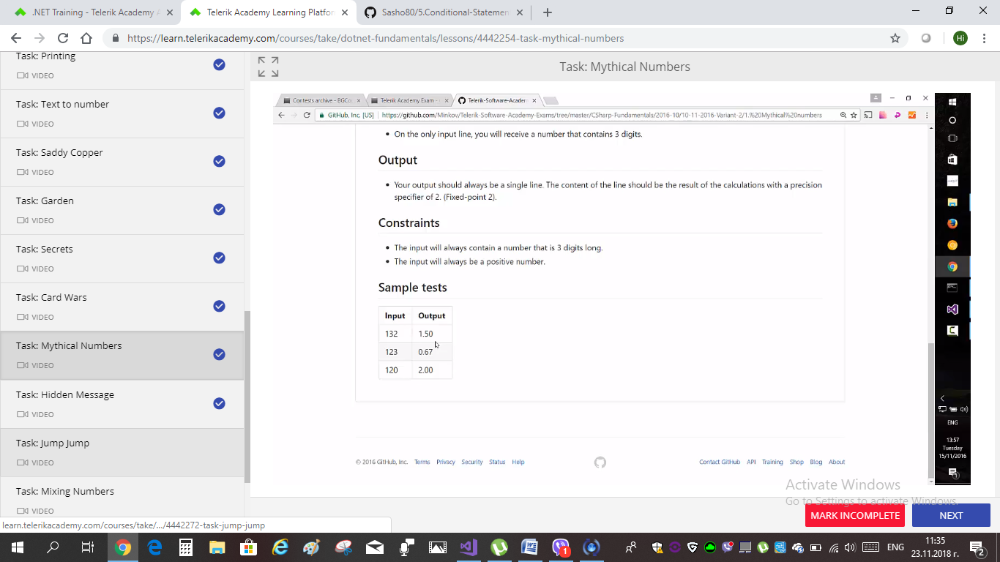 .NET Training - Telerik Academy A
Telerik Academy Learning Platfor
Sasho80/5.Conditional-Statemen
https://learn.telerikacademy.com/courses/take/dotnet-fundamentals/lessons/4442254-task-mythical-numbers
Hi
Task: Printing
VIDEO
Task: Text to number
VIDEO
Task: Saddy Copper
VIDEO
Task: Garden
VIDEO
Task: Secrets
VIDEO
Task: Card Wars
VIDEO
Task: Mythical Numbers
VIDEO
Task: Hidden Message
VIDEO
Task: Jump Jump
VIDEO
Task: Mixing Numbers
VIDEO
learn.telerikacademy.com/courses/take/.../4442272-task-jump-jump
Task: Mythical Numbers
Contests archive - BGCo
Telerik Academy Exam -
Telerik-Software-Academ
GitHub, Inc. [US]
https://github.com/Minkov/Telerik-Software-Academy-Exams/tree/master/CSharp-Fundamentals/2016-10/10-11-2016-Variant-2/1.%20Mythical%20numbers
• On the only input line, you will receive a number that contains 3 digits.
Output
• Your output should always be a single line. The content of the line should be the result of the calculations with a precision
specifier of 2. (Fixed-point 2).
Constraints
• The input will always contain a number that is 3 digits long.
• The input will always be a positive number.
Sample tests
Input Output
132 1.50
123 0.67
120 2.00
© 2016 GitHub, Inc. Terms Privacy Security Status Help
Contact GitHub API Training Shop Blog About
ENG
13:57
Tuesday
15/11/2016
Activate Windows
Go to Settings to activate Windows.
MARK INCOMPLETE
NEXT
1
ENG
11:35
23.11.2018 г.
2